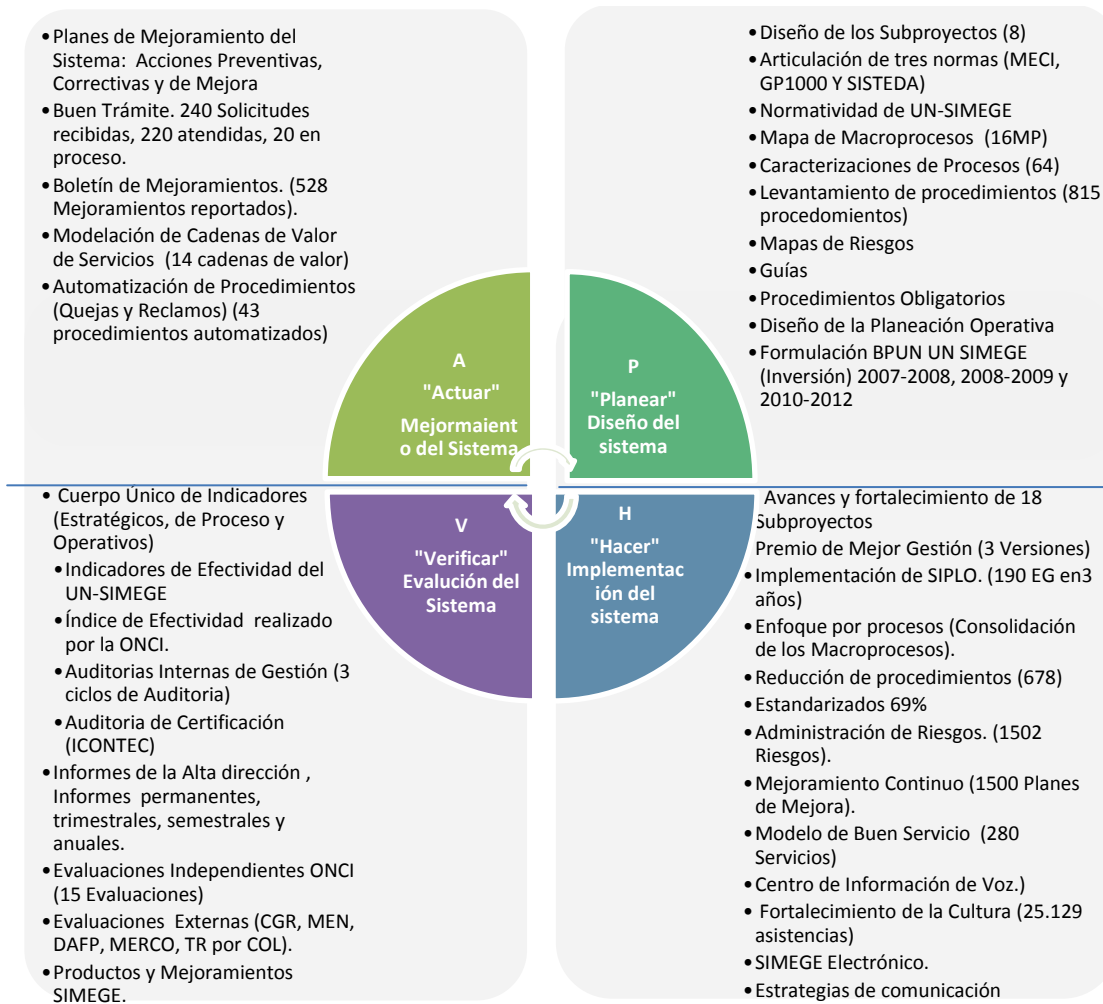 •Planes de Mejoramiento del
Sistema: Acciones Preventivas,
Correctivas y de Mejora
•Buen Trámite. 240 Solicitudes
recibidas, 220 atendidas, 20 en
proceso.
•Boletín de Mejoramientos. (528
Mejoramientos reportados).
•Modelación de Cadenas de Valor
de Servicios (14 cadenas de valor)
•Automatización de Procedimientos
(Quejas y Reclamos) (43
procedimientos automatizados)
•Diseño de los Subproyectos (8)
•Articulación de tres normas (MECI,
GP1000 Y SISTEDA)
•Normatividad de UN-SIMEGE
•Mapa de Macroprocesos (16MP)
•Caracterizaciones de Procesos (64)
•Levantamiento de procedimientos (815
procedomientos)
•Mapas de Riesgos
•Guías
•Procedimientos Obligatorios
•Diseño de la Planeación Operativa
•Formulación BPUN UN SIMEGE
(Inversión) 2007-2008, 2008-2009 y
2010-2012
A
"Actuar"
Mejormaient
o del Sistema
P
"Planear"
Diseño del
sistema
V
"Verificar"
Evalución del
Sistema
H
"Hacer"
Implementac
ión del
sistema
• Cuerpo Único de Indicadores
(Estratégicos, de Proceso y
Operativos)
•Indicadores de Efectividad del
UN-SIMEGE
•Índice de Efectividad realizado
por la ONCI.
•Auditorias Internas de Gestión (3
ciclos de Auditoria)
•Auditoria de Certificación
(ICONTEC)
•Informes de la Alta dirección ,
Informes permanentes,
trimestrales, semestrales y
anuales.
•Evaluaciones Independientes ONCI
(15 Evaluaciones)
•Evaluaciones Externas (CGR, MEN,
DAFP, MERCO, TR por COL).
•Productos y Mejoramientos
SIMEGE.
Avances y fortalecimiento de 18
Subproyectos
Premio de Mejor Gestión (3 Versiones)
•Implementación de SIPLO. (190 EG en3
años)
•Enfoque por procesos (Consolidación
de los Macroprocesos).
•Reducción de procedimientos (678)
•Estandarizados 69%
•Administración de Riesgos. (1502
Riesgos).
•Mejoramiento Continuo (1500 Planes
de Mejora).
•Modelo de Buen Servicio (280
Servicios)
•Centro de Información de Voz.)
• Fortalecimiento de la Cultura (25.129
asistencias)
•SIMEGE Electrónico.
•Estrategias de comunicación